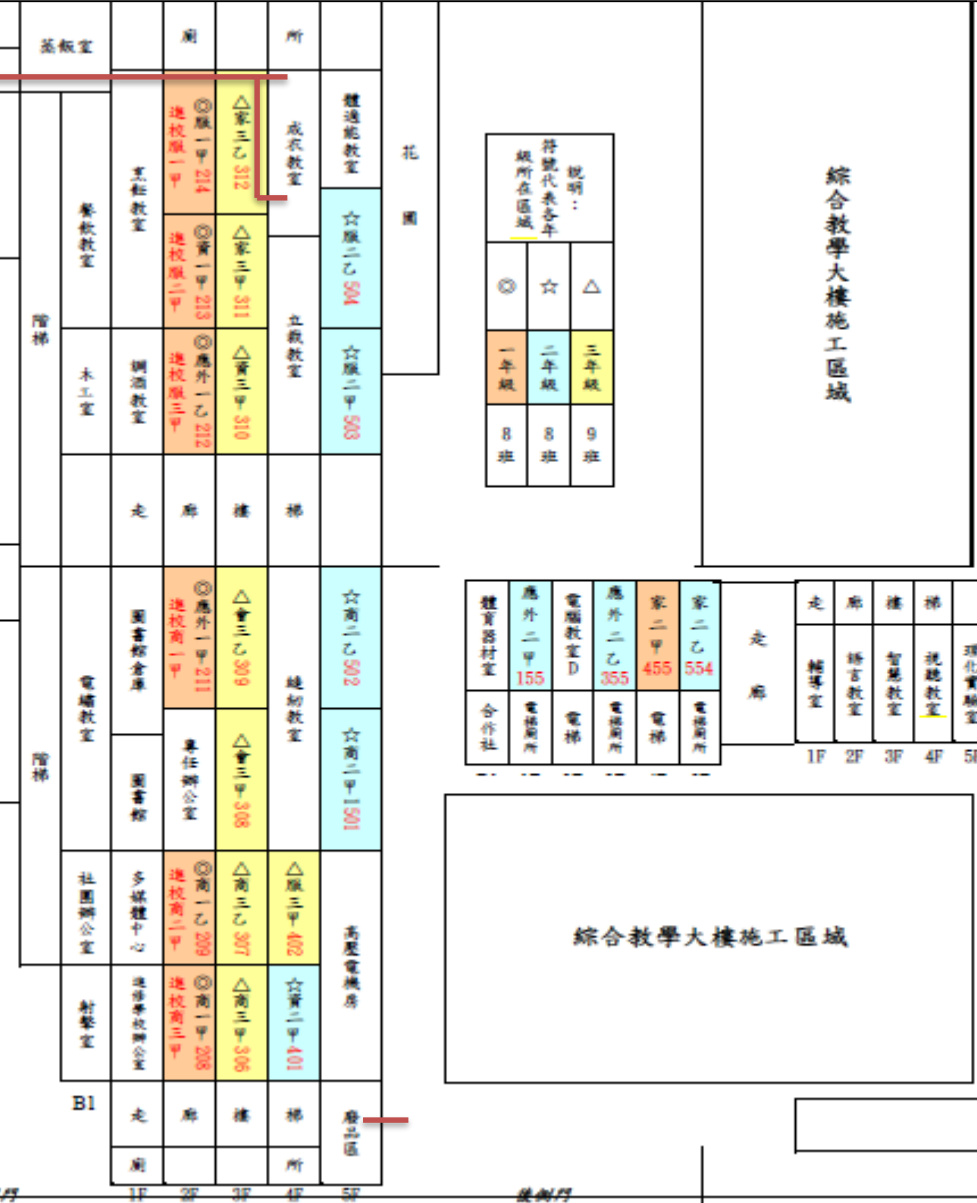 蒸飯室
廁
所
花
園
階梯
餐飲教室
木工室
烹飪教室
調酒教室
◎服一甲 214
進校服一甲
◎資一甲 213
進校服二甲
◎應外一乙 212
進校服三甲
△家三乙 312
△家三甲 311
△資三甲 310
成衣教室
立裁教室
體適能教室
☆服二乙 504
☆服二甲 503
走
廊
樓
梯
說明：
符號代表各年
級所在區域
◎
☆
△
一年級
二年級
三年級
8班
8班
9班
綜合教學大樓施工區域
階梯
電腦教室
社團辦公室
射擊室
B1
圖書館倉庫
圖書館
多媒體中心
進修學校辦公室
◎應外一甲 211
進校商一甲
專任辦公室
◎商一乙 209
進校商二甲
◎商一甲 208
進校商三甲
△會三乙 309
△會三甲 308
△商三乙 307
△商三甲 306
縫紉教室
△服三甲 402
☆資二甲 401
☆商二乙 502
☆商二甲 501
高壓電機房
走
廊
樓
梯
廢品區
廁
所
1F
2F
3F
4F
5F
體育器材室
應外二甲
155
電腦教室D
應外二乙
355
家二甲
455
家二乙
554
合作社
電梯廁所
電梯
電梯廁所
電梯
電梯廁所
走
廊
走
廊
樓
梯
輔導室
語言教室
智慧教室
視聽教室
理化實驗室
1F
2F
3F
4F
綜合教學大樓施工區域
後側門